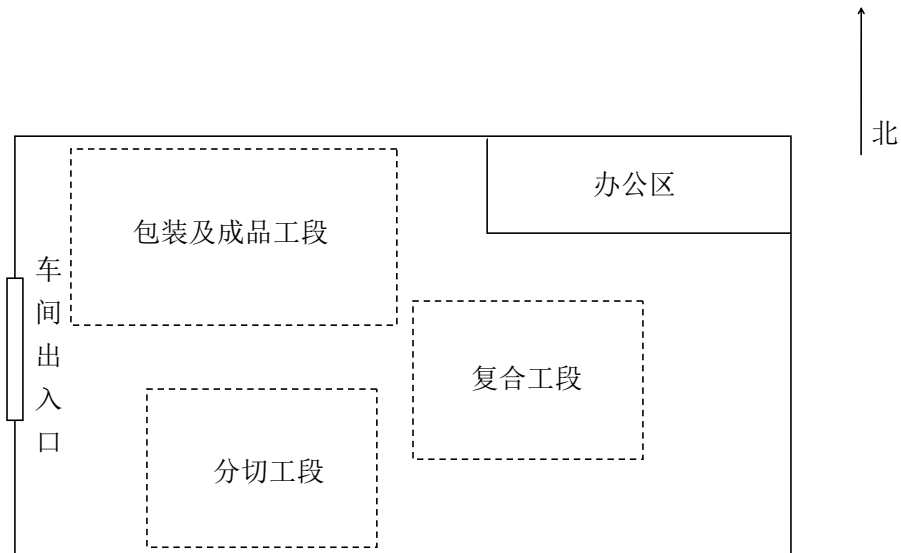 北
办公区
包装及成品工段
车间出入口
复合工段
分切工段